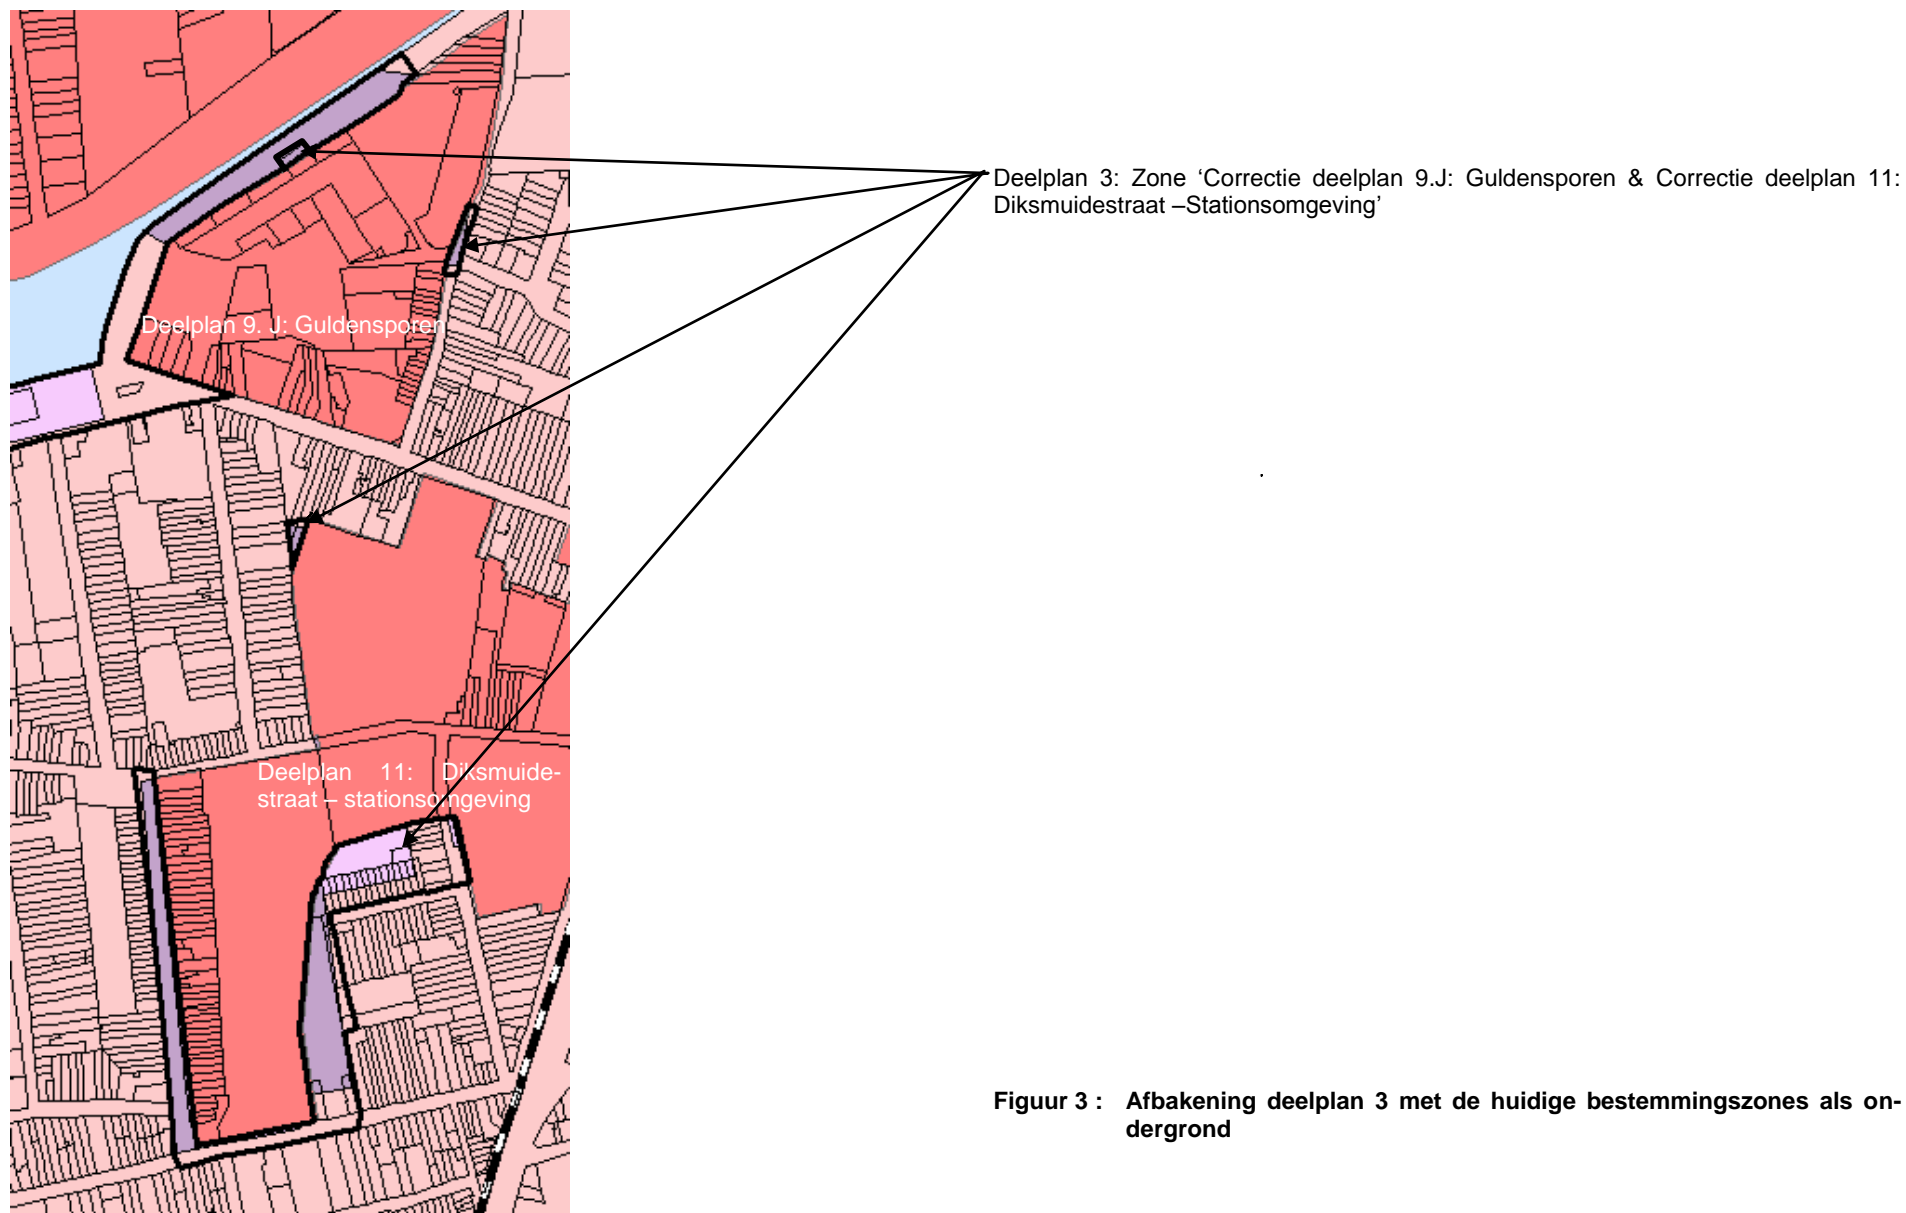 Deelplan 3: Zone ‘Correctie deelplan 9.J: Guldensporen & Correctie deelplan 11:
Diksmuidestraat –Stationsomgeving’
Deelplan 9. J: Guldensporen
.
Deelplan 11: Diksmuide-
straat – stationsomgeving
Figuur 3 : Afbakening deelplan 3 met de huidige bestemmingszones als on-
dergrond